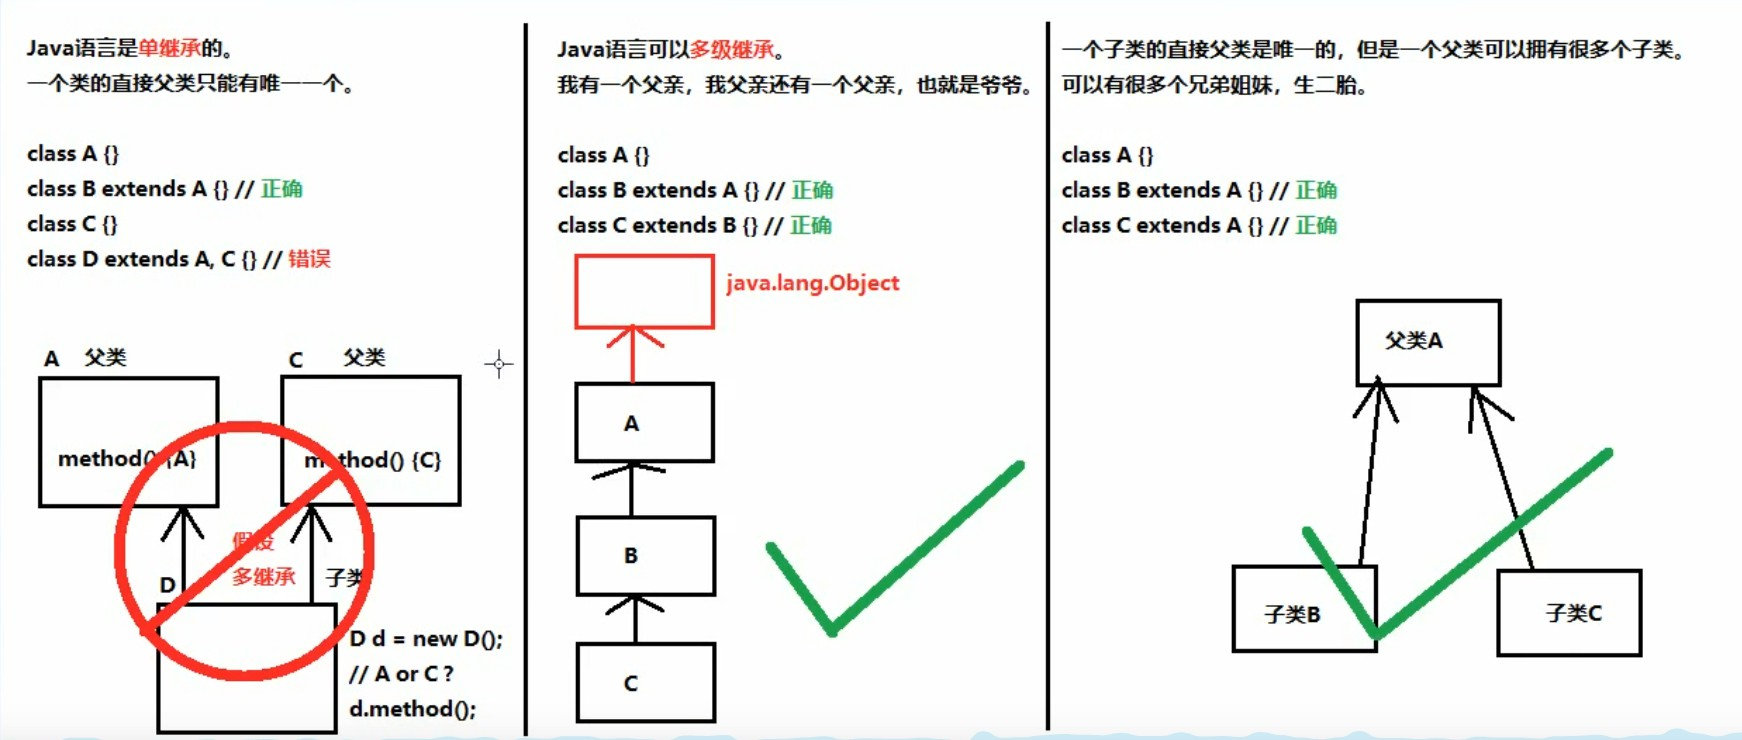 Java语言是单继承的。
一个类的直接父类只能有唯一一个。
class A {}
class B extends A {} // 正确
class C {}
class D extends A, C {} // 错误
A 父类
C 父类
method() {A}
method() {C}
假设
多继承
D
子类
D d = new D();
// A or C ?
d.method();
Java语言可以多级继承。
我有一个父亲，我父亲还有一个父亲，也就是爷爷。
class A {}
class B extends A {} // 正确
class C extends B {} // 正确
java.lang.Object
A
B
C
一个子类的直接父类是唯一的，但是一个父类可以拥有很多个子类。
可以有很多个兄弟姐妹，生二胎。
class A {}
class B extends A {} // 正确
class C extends A {} // 正确
父类A
子类B
子类C